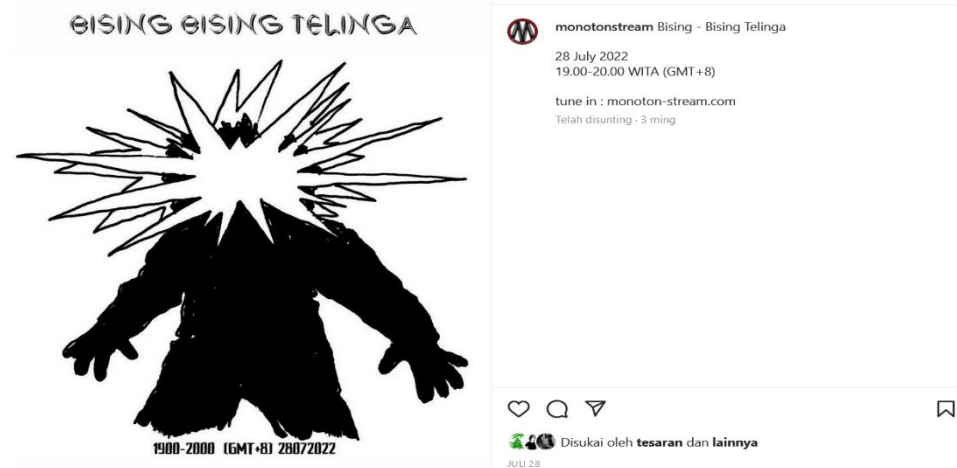 BISING BISING TELINGA
1900-2000 (GMT+8) 28072022
monotonstream Bising - Bising Telinga
28 July 2022
19.00-20.00 WITA (GMT+8)
tune in : monoton-stream.com
Telah disunting · 3 ming
Disukai oleh tesaran dan lainnya
JULI 28